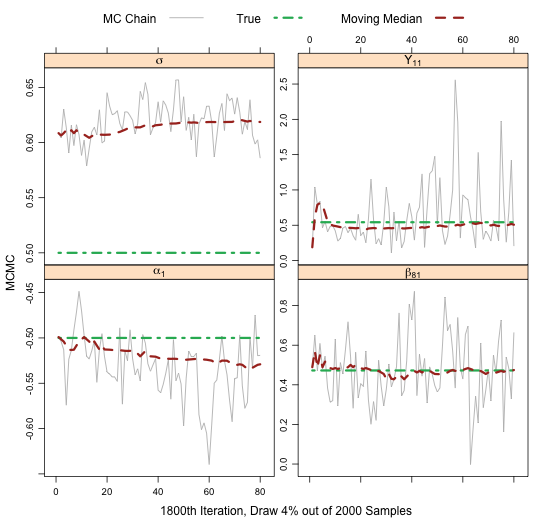 MC Chain True Moving Median
0 20 40 60 80
σ
Υ₁₁
0.50 0.55 0.60 0.65
0.0 0.5 1.0 1.5 2.0 2.5
MCMC
α₁
β₈₁
-0.60 -0.55 -0.50 -0.45
0.0 0.2 0.4 0.6 0.8
0 20 40 60 80
1800th Iteration, Draw 4% out of 2000 Samples